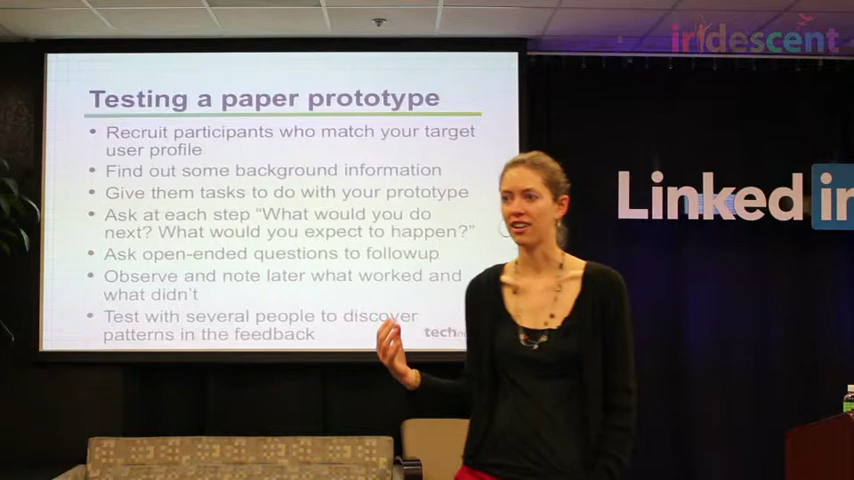 iridescent
Testing a paper prototype
• Recruit participants who match your target
user profile
• Find out some background information
• Give them tasks to do with your prototype
• Ask at each step “What would you do
next? What would you expect to happen?”
• Ask open-ended questions to followup
• Observe and note later what worked and
what didn’t
• Test with several people to discover
patterns in the feedback
Linked in